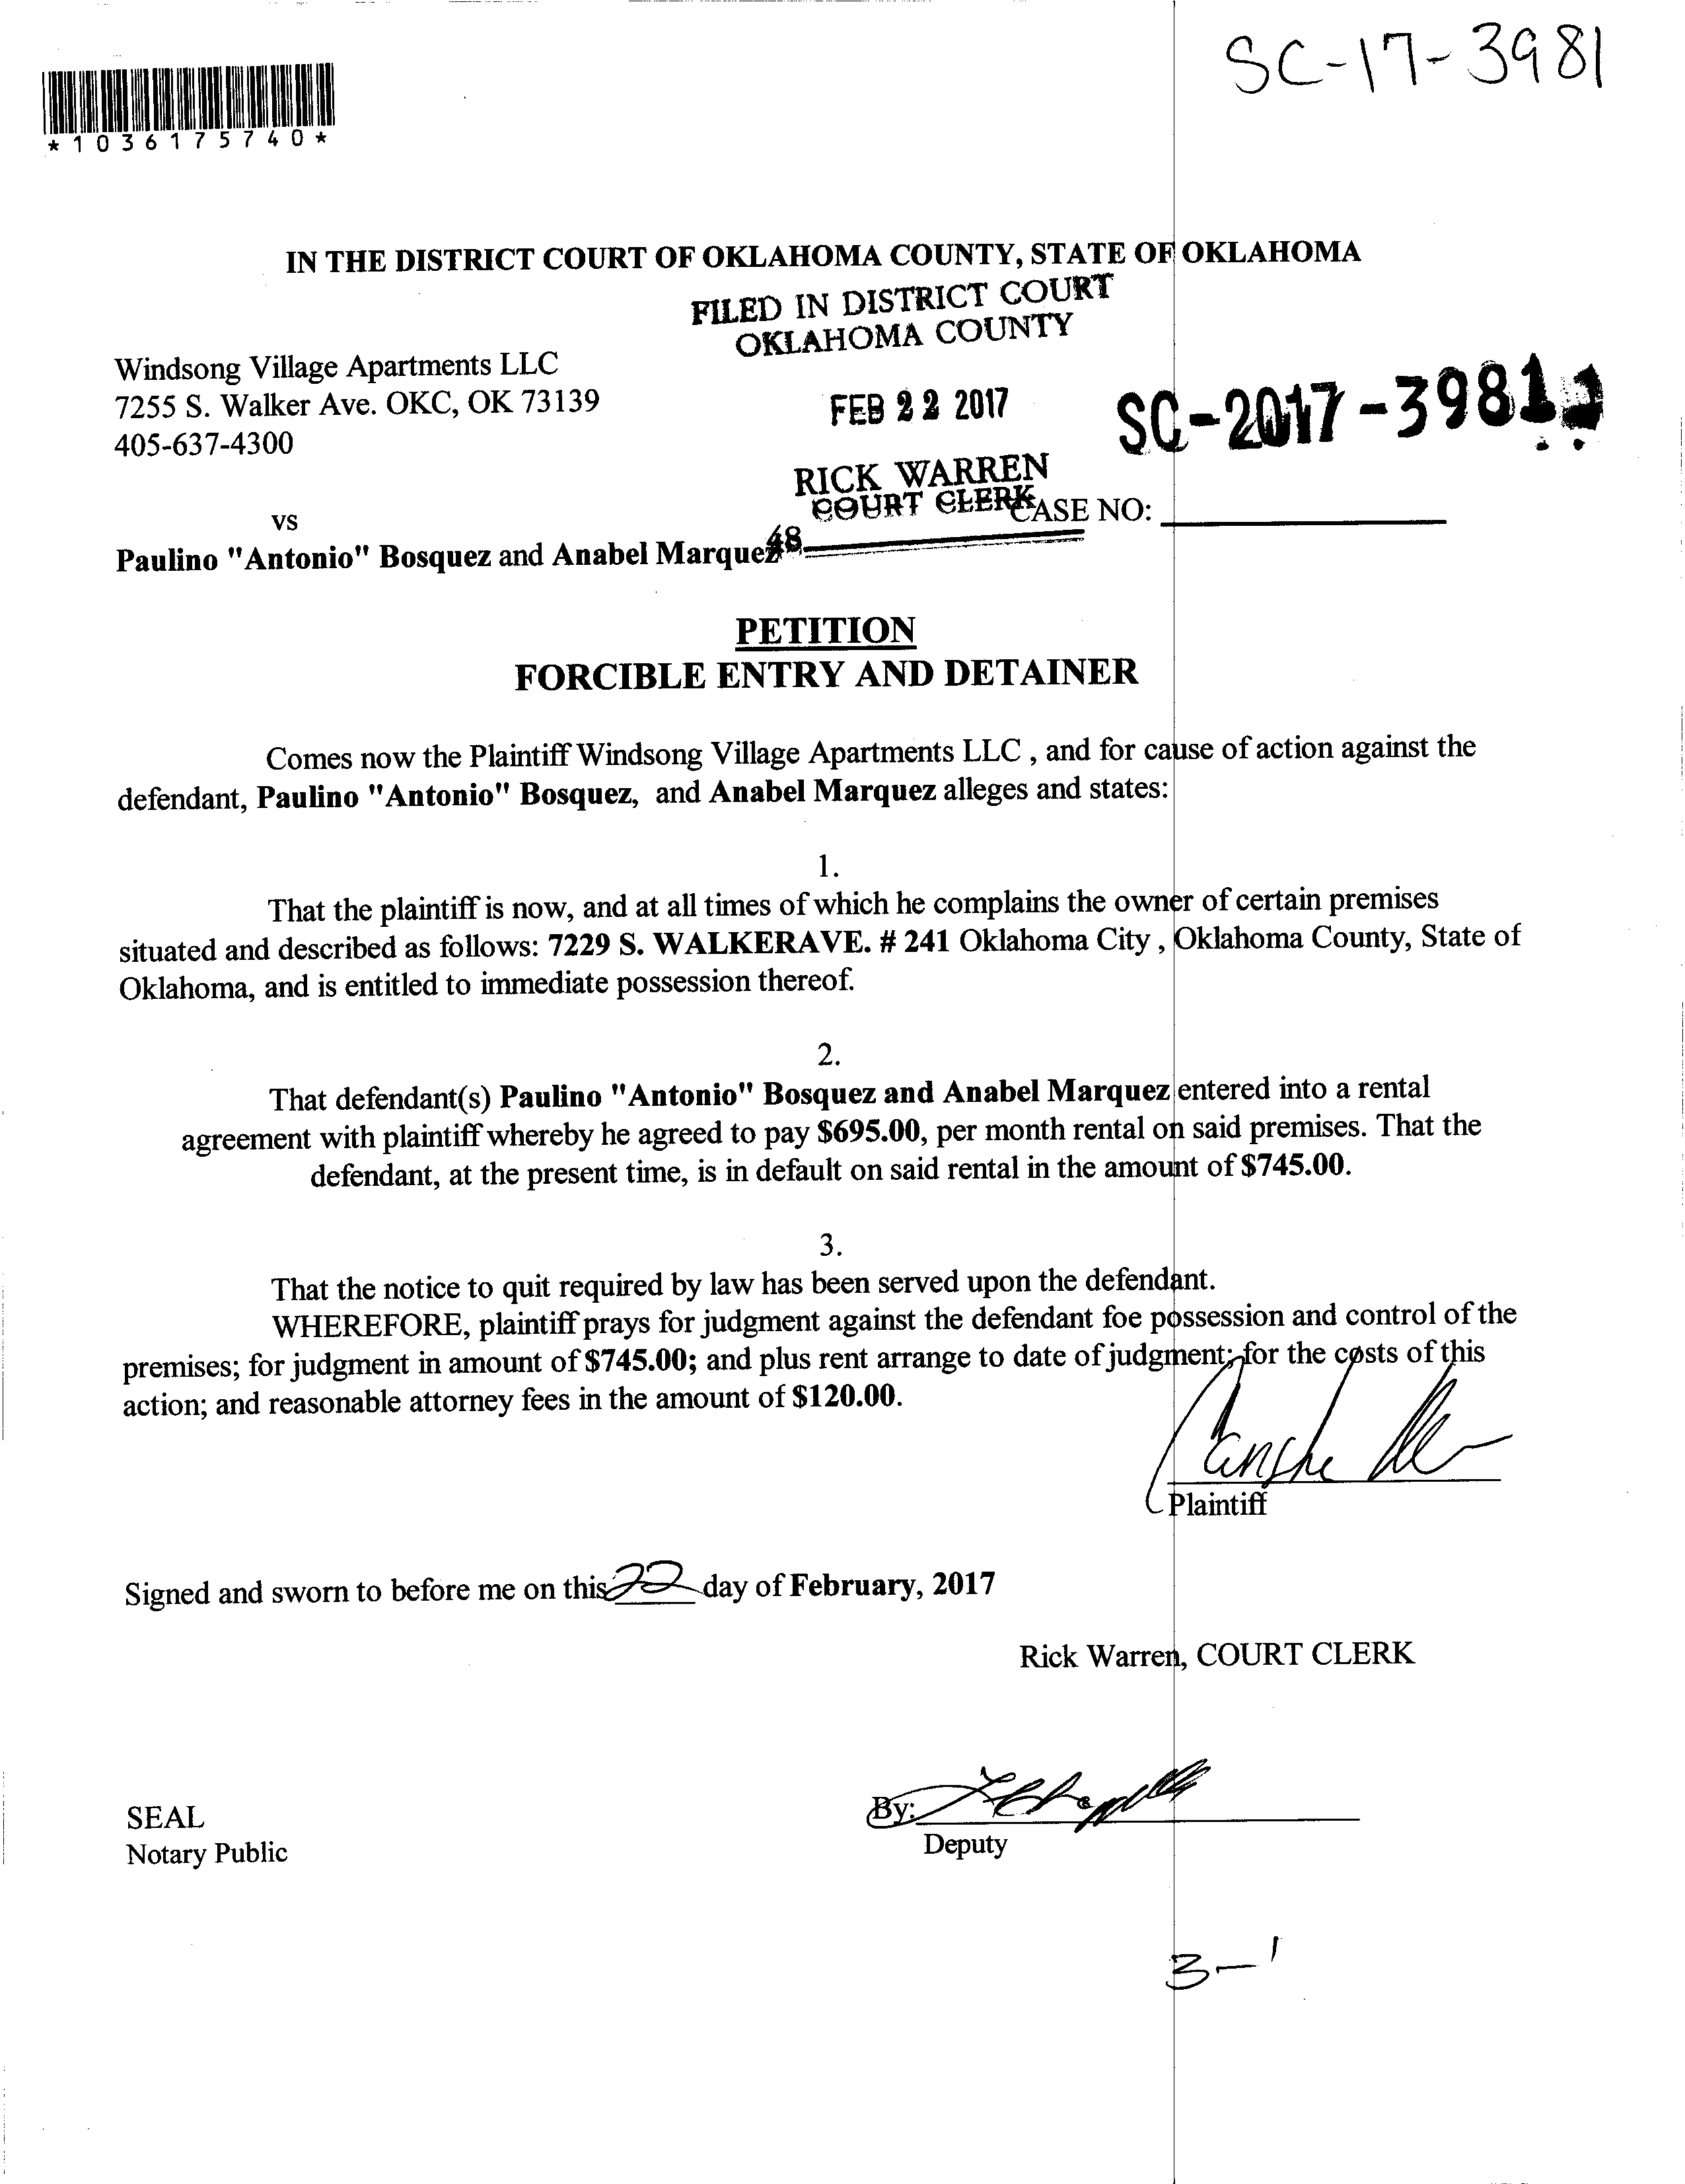 SC-17-3981
*1036175740*
IN THE DISTRICT COURT OF OKLAHOMA COUNTY, STATE OF OKLAHOMA
FILED IN DISTRICT COURT
OKLAHOMA COUNTY
Windsong Village Apartments LLC
7255 S. Walker Ave. OKC, OK 73139
405-637-4300
FEB 22 2017
SC-2017-3981
RICK WARREN
COURT CLERK
CASE NO:
vs
48
Paulino "Antonio" Bosquez and Anabel Marquez
PETITION
FORCIBLE ENTRY AND DETAINER
Comes now the Plaintiff Windsong Village Apartments LLC , and for cause of action against the
defendant, Paulino "Antonio" Bosquez, and Anabel Marquez alleges and states:
1.
That the plaintiff is now, and at all times of which he complains the owner of certain premises
situated and described as follows: 7229 S. WALKERAVE. # 241 Oklahoma City , Oklahoma County, State of
Oklahoma, and is entitled to immediate possession thereof.
2.
That defendant(s) Paulino "Antonio" Bosquez and Anabel Marquez entered into a rental
agreement with plaintiff whereby he agreed to pay $695.00, per month rental on said premises. That the
defendant, at the present time, is in default on said rental in the amount of $745.00.
3.
That the notice to quit required by law has been served upon the defendant.
WHEREFORE, plaintiff prays for judgment against the defendant foe possession and control of the
premises; for judgment in amount of $745.00; and plus rent arrange to date of judgment; for the costs of this
action; and reasonable attorney fees in the amount of $120.00.
Plaintiff
Signed and sworn to before me on this 22 day of February, 2017
Rick Warren, COURT CLERK
SEAL
By:
Notary Public
Deputy
3-1